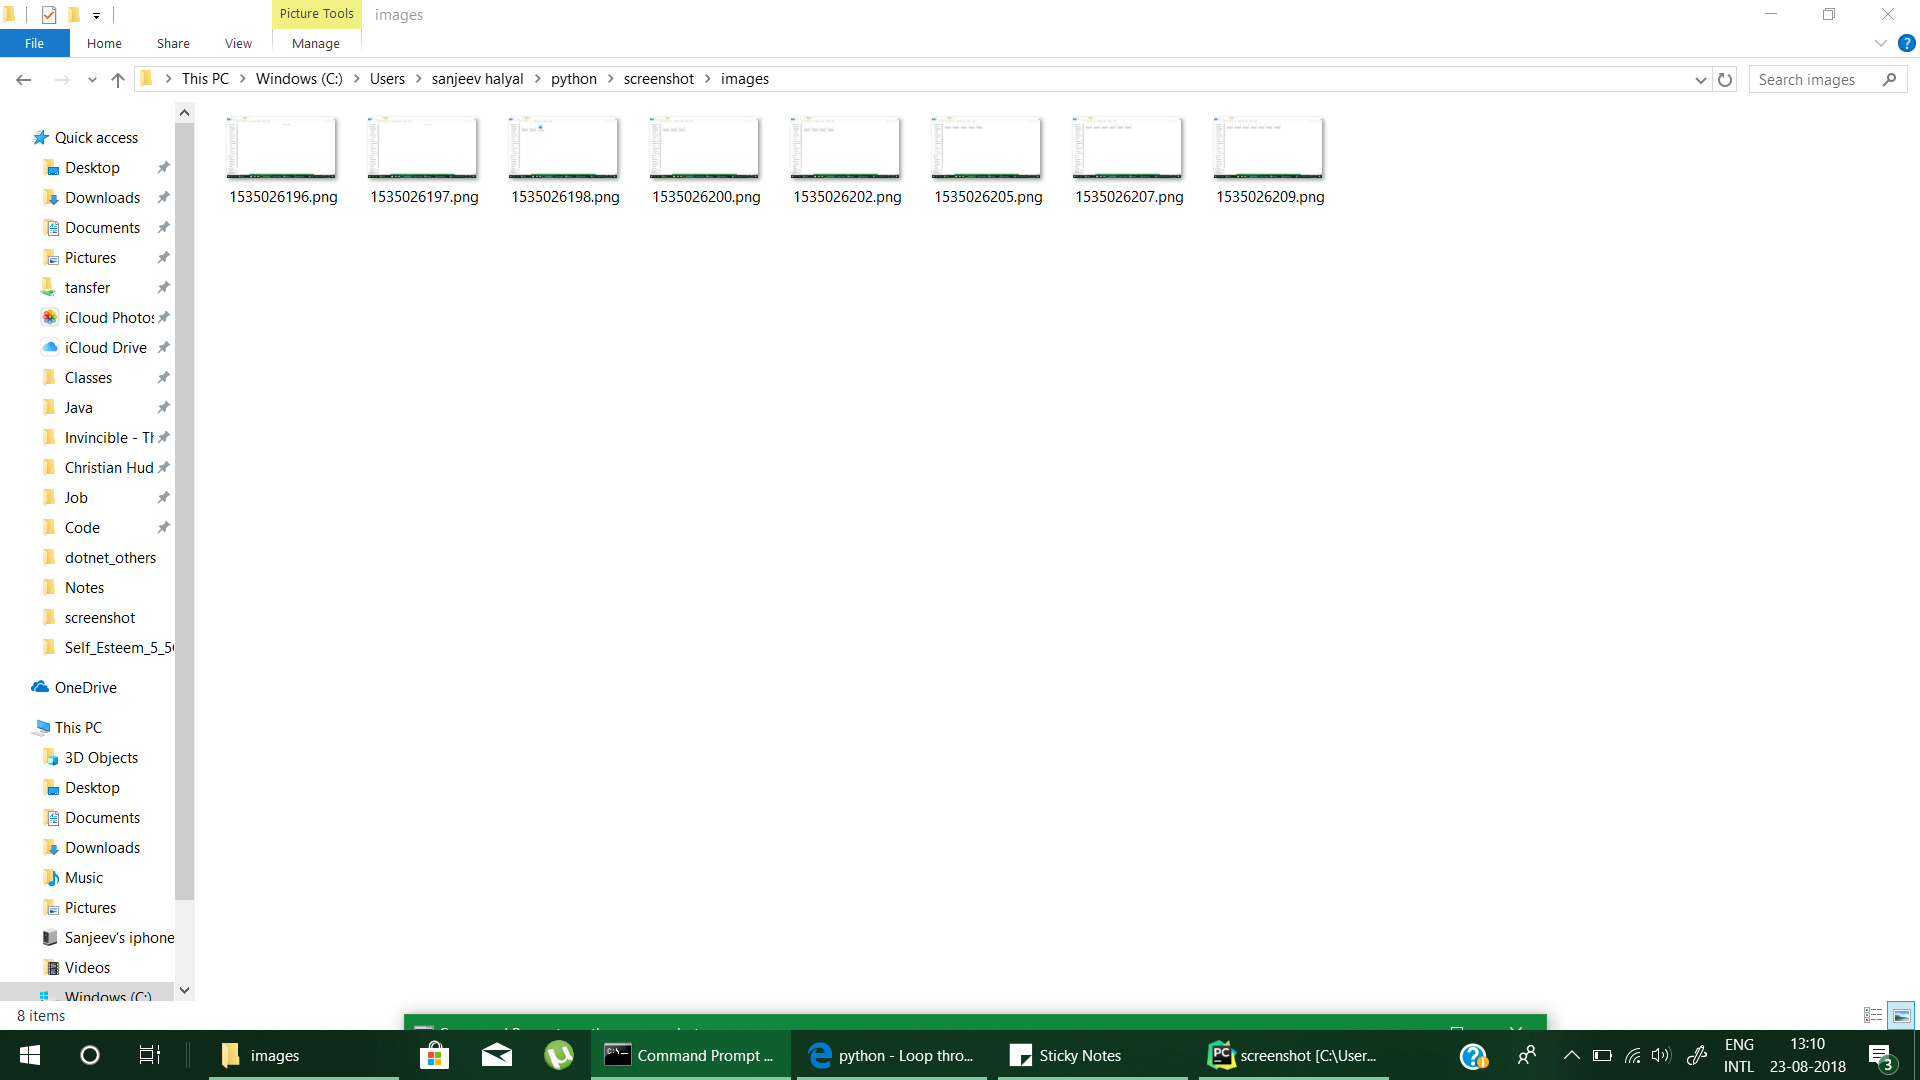 Picture Tools
images
File
Home
Share
View
Manage
This PC
Windows (C:)
Users
sanjeev halyal
python
screenshot
images
Search images
Quick access
Desktop
Downloads
Documents
Pictures
tansfer
iCloud Photos
iCloud Drive
Classes
Java
Invincible - Th
Christian Hud
Job
Code
dotnet_others
Notes
screenshot
Self_Esteem_5_5
OneDrive
This PC
3D Objects
Desktop
Documents
Downloads
Music
Pictures
Sanjeev's iphone
Videos
Windows (C:)
1535026196.png
1535026197.png
1535026198.png
1535026200.png
1535026202.png
1535026205.png
1535026207.png
1535026209.png
8 items
images
Command Prompt ...
python - Loop thro...
Sticky Notes
screenshot [C:\User...
ENG
INTL
13:10
23-08-2018
3